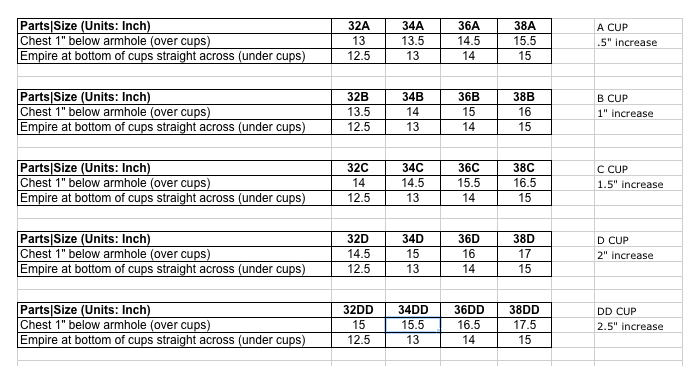 Parts|Size (Units: Inch) 32A 34A 36A 38A A CUP
Chest 1" below armhole (over cups) 13 13.5 14.5 15.5 .5" increase
Empire at bottom of cups straight across (under cups) 12.5 13 14 15
Parts|Size (Units: Inch) 32B 34B 36B 38B B CUP
Chest 1" below armhole (over cups) 13.5 14 15 16 1" increase
Empire at bottom of cups straight across (under cups) 12.5 13 14 15
Parts|Size (Units: Inch) 32C 34C 36C 38C C CUP
Chest 1" below armhole (over cups) 14 14.5 15.5 16.5 1.5" increase
Empire at bottom of cups straight across (under cups) 12.5 13 14 15
Parts|Size (Units: Inch) 32D 34D 36D 38D D CUP
Chest 1" below armhole (over cups) 14.5 15 16 17 2" increase
Empire at bottom of cups straight across (under cups) 12.5 13 14 15
Parts|Size (Units: Inch) 32DD 34DD 36DD 38DD DD CUP
Chest 1" below armhole (over cups) 15 15.5 16.5 17.5 2.5" increase
Empire at bottom of cups straight across (under cups) 12.5 13 14 15